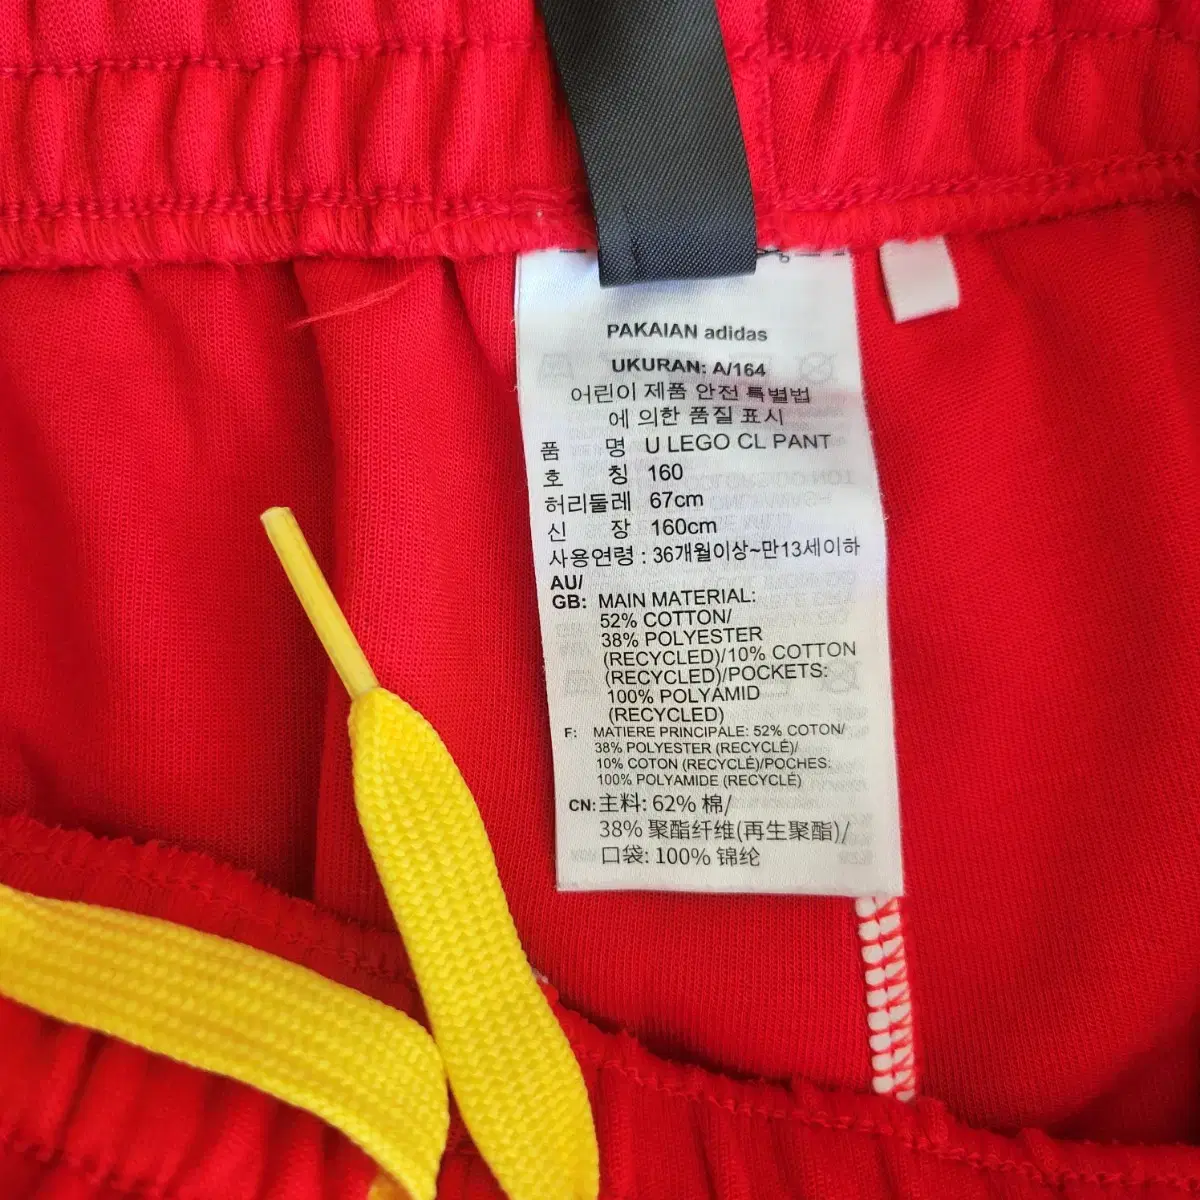 PAKAIAN adidas
UKURAN: A/164
어린이 제품 안전 특별법
에 의한 품질 표시
품 명 U LEGO CL PANT
호 칭 160
허리둘레 67cm
신 장 160cm
사용연령 : 36개월이상~만13세이하
AU/
GB: MAIN MATERIAL:
52% COTTON/
38% POLYESTER
(RECYCLED)/10% COTTON
(RECYCLED)/POCKETS:
100% POLYAMID
(RECYCLED)
F: MATIERE PRINCIPALE: 52% COTON/
38% POLYESTER (RECYCLÉ)/
10% COTON (RECYCLÉ)/POCHES:
100% POLYAMIDE (RECYCLÉ)
CN: 主料: 62% 棉/
38% 聚酯纤维(再生聚酯)/
口袋: 100% 锦纶